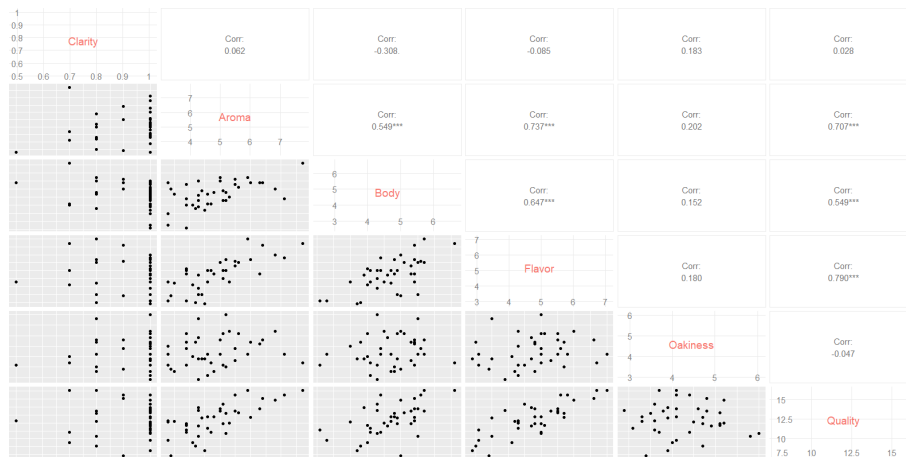 1
0.9
0.8
0.7
0.6
0.5
Clarity
0.5 0.6 0.7 0.8 0.9 1
Corr:
0.062
Corr:
-0.308.
Corr:
-0.085
Corr:
0.183
Corr:
0.028
7
6
5
4
Aroma
4 5 6 7
Corr:
0.549***
Corr:
0.737***
Corr:
0.202
Corr:
0.707***
6
5
4
3
Body
3 4 5 6
Corr:
0.647***
Corr:
0.152
Corr:
0.549***
7
6
5
4
3
Flavor
3 4 5 6 7
Corr:
0.180
Corr:
0.790***
6
5
4
3
Oakiness
3 4 5 6
Corr:
-0.047
15
12.5
10
Quality
7.5 10 12.5 15